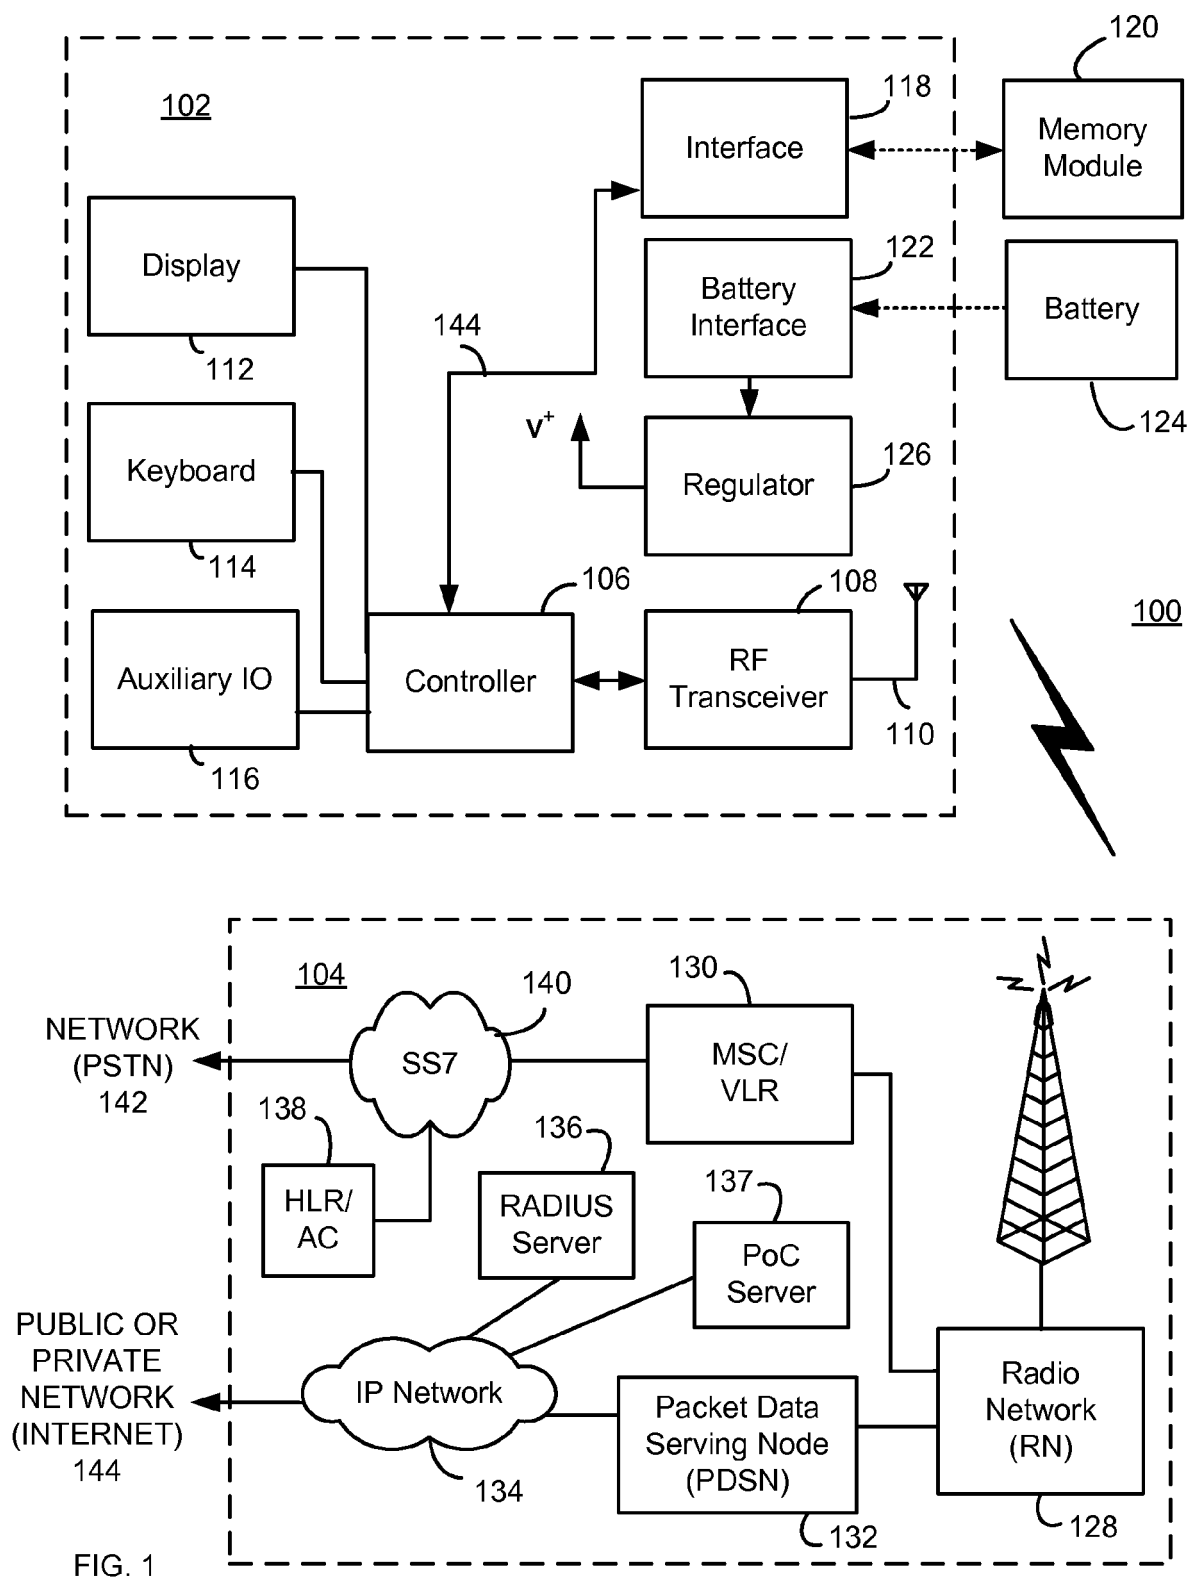 120
102
118
Interface
Memory
Module
Display
122
Battery
Interface
Battery
144
112
124
V+
Keyboard
Regulator
126
114
106
108
100
Auxiliary IO
Controller
RF
Transceiver
110
116
104
140
130
NETWORK
(PSTN)
142
SS7
MSC/
VLR
138
136
137
HLR/
AC
RADIUS
Server
PoC
Server
PUBLIC OR
PRIVATE
NETWORK
(INTERNET)
144
IP Network
134
Packet Data
Serving Node
(PDSN)
132
Radio
Network
(RN)
128
FIG. 1